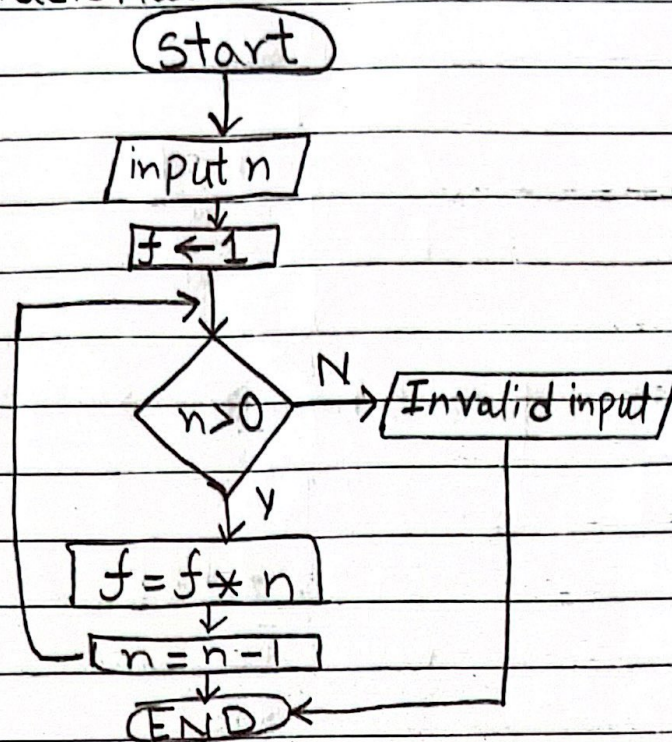 start
input n
f ← 1
n>0
N
Invalid input
y
f = f * n
n = n - 1
END